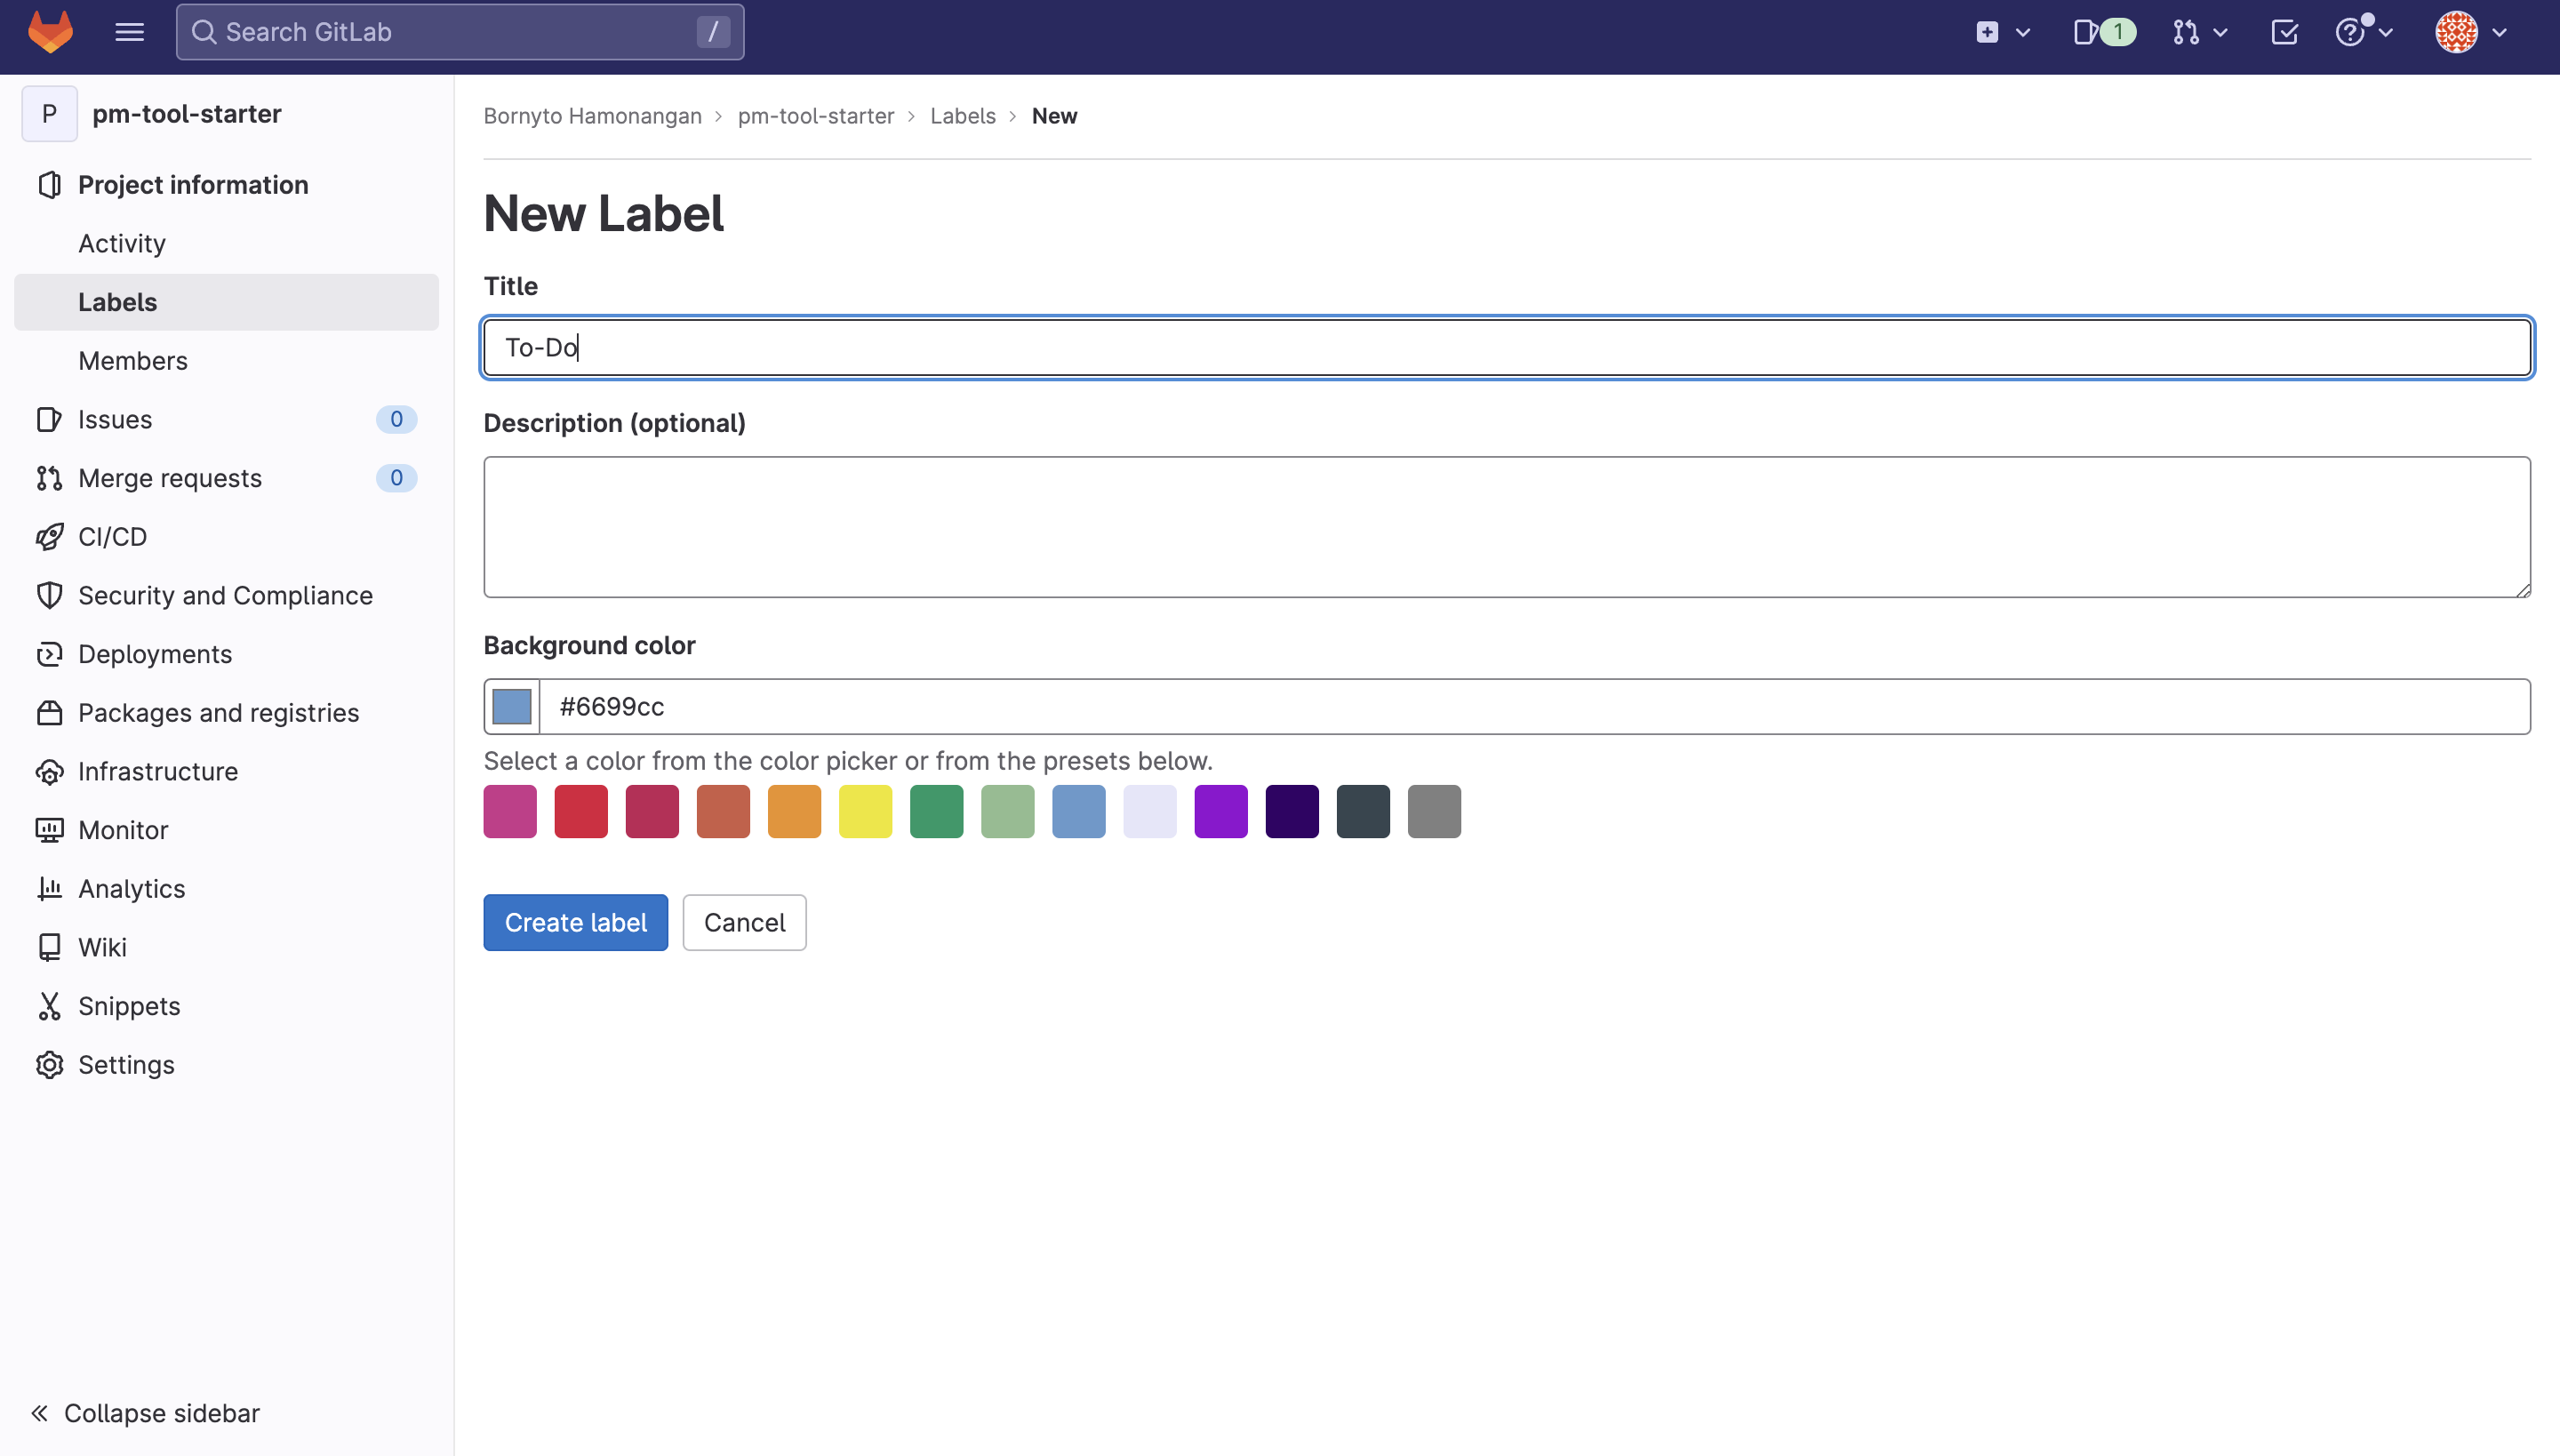 Search GitLab /
1
P pm-tool-starter
Project information
Activity
Labels
Members
Issues 0
Merge requests 0
CI/CD
Security and Compliance
Deployments
Packages and registries
Infrastructure
Monitor
Analytics
Wiki
Snippets
Settings
Collapse sidebar
Bornyto Hamonangan > pm-tool-starter > Labels > New
New Label
Title
To-Do
Description (optional)
Background color
#6699cc
Select a color from the color picker or from the presets below.
Create label Cancel